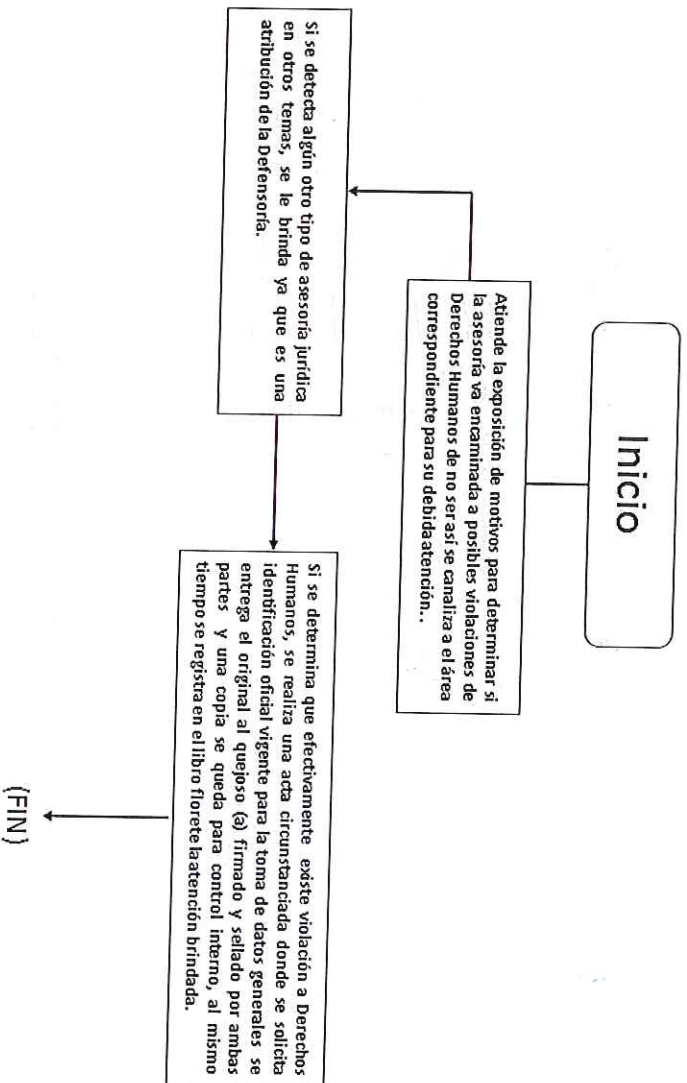 Inicio
Atiende la exposición de motivos para determinar si
la asesoría va encaminada a posibles violaciones de
Derechos Humanos de no ser así se canaliza a el área
correspondiente para su debida atención..
Si se detecta algún otro tipo de asesoría jurídica
en otros temas, se le brinda ya que es una
atribución de la Defensoría.
Si se determina que efectivamente existe violación a Derechos
Humanos, se realiza una acta circunstanciada donde se solicita
identificación oficial vigente para la toma de datos generales se
entrega el original al quejoso (a) firmado y sellado por ambas
partes y una copia se queda para control interno, al mismo
tiempo se registra en el libro florete la atención brindada.
(FIN)